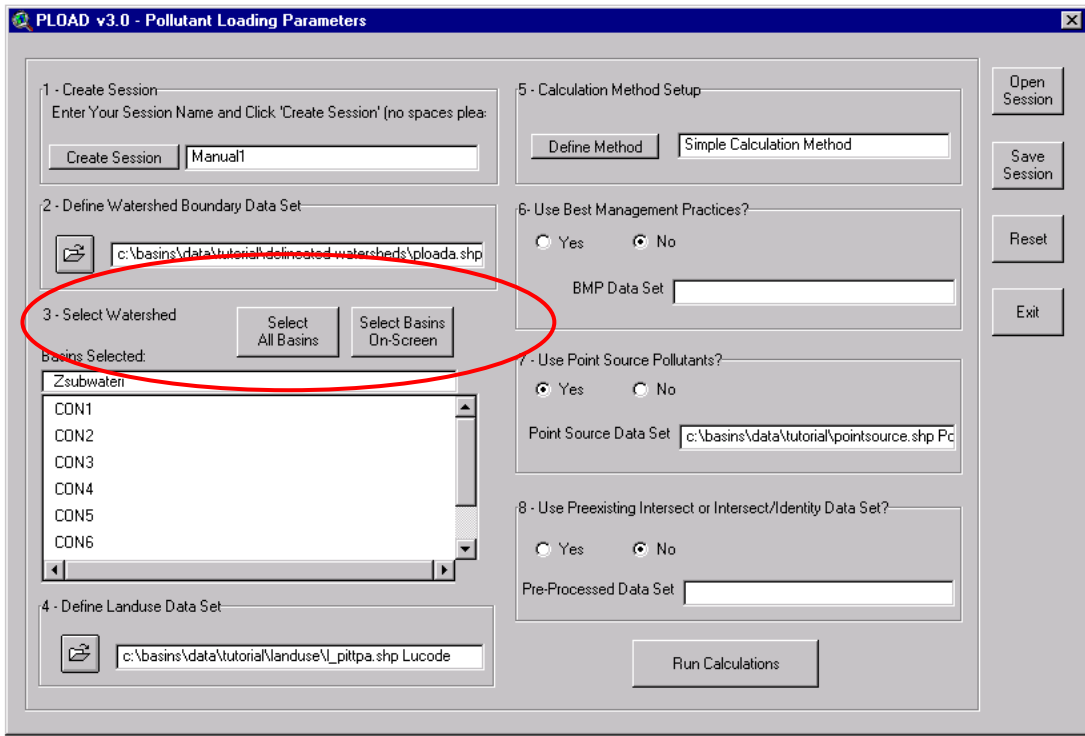 PLOAD v3.0 - Pollutant Loading Parameters
1 - Create Session
Enter Your Session Name and Click 'Create Session' (no spaces plea:
Create Session
Manual1
2 - Define Watershed Boundary Data Set
c:\basins\data\tutorial\delineated watersheds\ploada.shp
3 - Select Watershed
Select
All Basins
Select Basins
On-Screen
Basins Selected:
Zsubwateri
CON1
CON2
CON3
CON4
CON5
CON6
4 - Define Landuse Data Set
c:\basins\data\tutorial\landuse\l_pittpa.shp Lucode
5 - Calculation Method Setup
Define Method
Simple Calculation Method
6- Use Best Management Practices?
Yes
No
BMP Data Set
7 - Use Point Source Pollutants?
Yes
No
Point Source Data Set
c:\basins\data\tutorial\pointsource.shp Pc
8 - Use Preexisting Intersect or Intersect/Identity Data Set?
Yes
No
Pre-Processed Data Set
Run Calculations
Open
Session
Save
Session
Reset
Exit